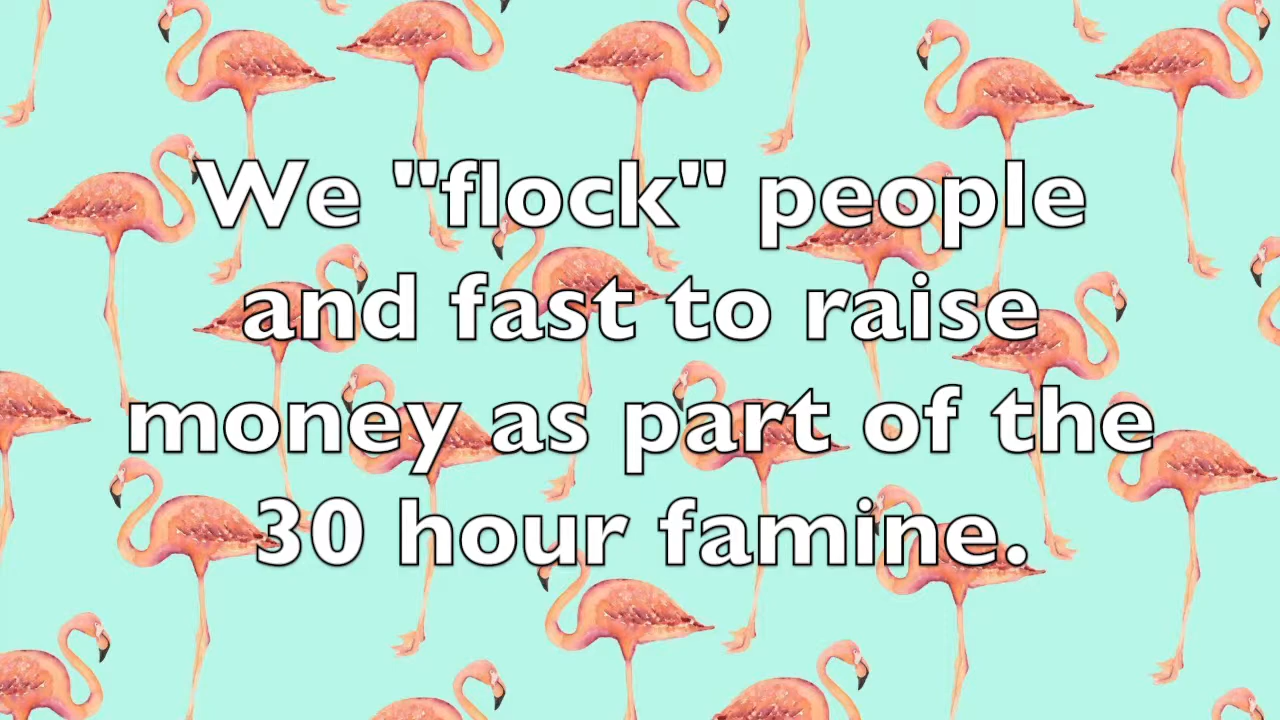 We "flock" people
and fast to raise
money as part of the
30 hour famine.